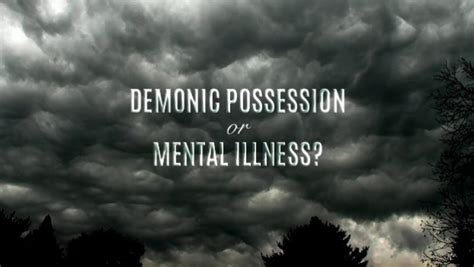 DEMONIC POSSESSION
or
MENTAL ILLNESS?